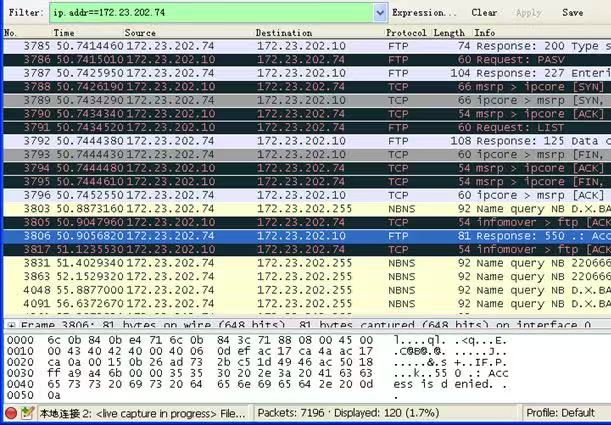 Filter: ip.addr==172.23.202.74 Expression... Clear Apply Save
No. Time Source Destination Protocol Length Info
3785 50.7414460 172.23.202.74 172.23.202.10 FTP 74 Response: 200 Type s
3786 50.7415010 172.23.202.10 172.23.202.74 FTP 60 Request: PASV
3787 50.7425950 172.23.202.74 172.23.202.10 FTP 104 Response: 227 Enteri
3788 50.7426190 172.23.202.10 172.23.202.74 TCP 66 msrp > ipcore [SYN]
3789 50.7434290 172.23.202.74 172.23.202.10 TCP 66 ipcore > msrp [SYN,
3790 50.7434340 172.23.202.10 172.23.202.74 TCP 54 msrp > ipcore [ACK]
3791 50.7434520 172.23.202.10 172.23.202.74 FTP 60 Request: LIST
3792 50.7444380 172.23.202.74 172.23.202.10 FTP 108 Response: 125 Data c
3793 50.7444430 172.23.202.74 172.23.202.10 TCP 60 ipcore > msrp [FIN,
3794 50.7444480 172.23.202.10 172.23.202.74 TCP 54 msrp > ipcore [ACK]
3795 50.7444610 172.23.202.10 172.23.202.74 TCP 54 msrp > ipcore [FIN,
3796 50.7452550 172.23.202.74 172.23.202.10 TCP 60 ipcore > msrp [ACK]
3803 50.8873160 172.23.202.74 172.23.202.255 NBNS 92 Name query NB D.X.BA
3805 50.9047960 172.23.202.10 172.23.202.74 TCP 54 infomover > ftp [ACK
3806 50.9056820 172.23.202.74 172.23.202.10 FTP 81 Response: 550 .: Acc
3817 51.1235530 172.23.202.10 172.23.202.74 TCP 54 infomover > ftp [ACK
3831 51.4029340 172.23.202.74 172.23.202.255 NBNS 92 Name query NB 220666
3863 52.1529320 172.23.202.74 172.23.202.255 NBNS 92 Name query NB 220666
4048 55.8877000 172.23.202.74 172.23.202.255 NBNS 92 Name query NB D.X.BA
4091 56.6372670 172.23.202.74 172.23.202.255 NBNS 92 Name query NB D.X.BA
Frame 3806: 81 bytes on wire (648 bits), 81 bytes captured (648 bits) on interface 0
0000 6c 0b 84 0b e4 71 6c 0b 84 3c 71 88 08 00 45 00 l....ql. .<q...E.
0010 00 43 40 42 40 00 40 06 0d ef ac 17 ca 4a ac 17 .C@B@.@. .....J..
0020 ca 0a 00 15 0b 26 ad 73 2b c5 1d 49 46 ac 50 18 .....&.s +..IF.P.
0030 ff a9 a4 6b 00 00 35 35 30 20 2e 3a 20 41 63 63 ...k..55 0 .: Acc
0040 65 73 73 20 69 73 20 64 65 6e 69 65 64 2e 20 0d ess is d enied. .
0050 0a .
本地连接 2: <live capture in progress> File... Packets: 7196 · Displayed: 120 (1.7%) Profile: Default